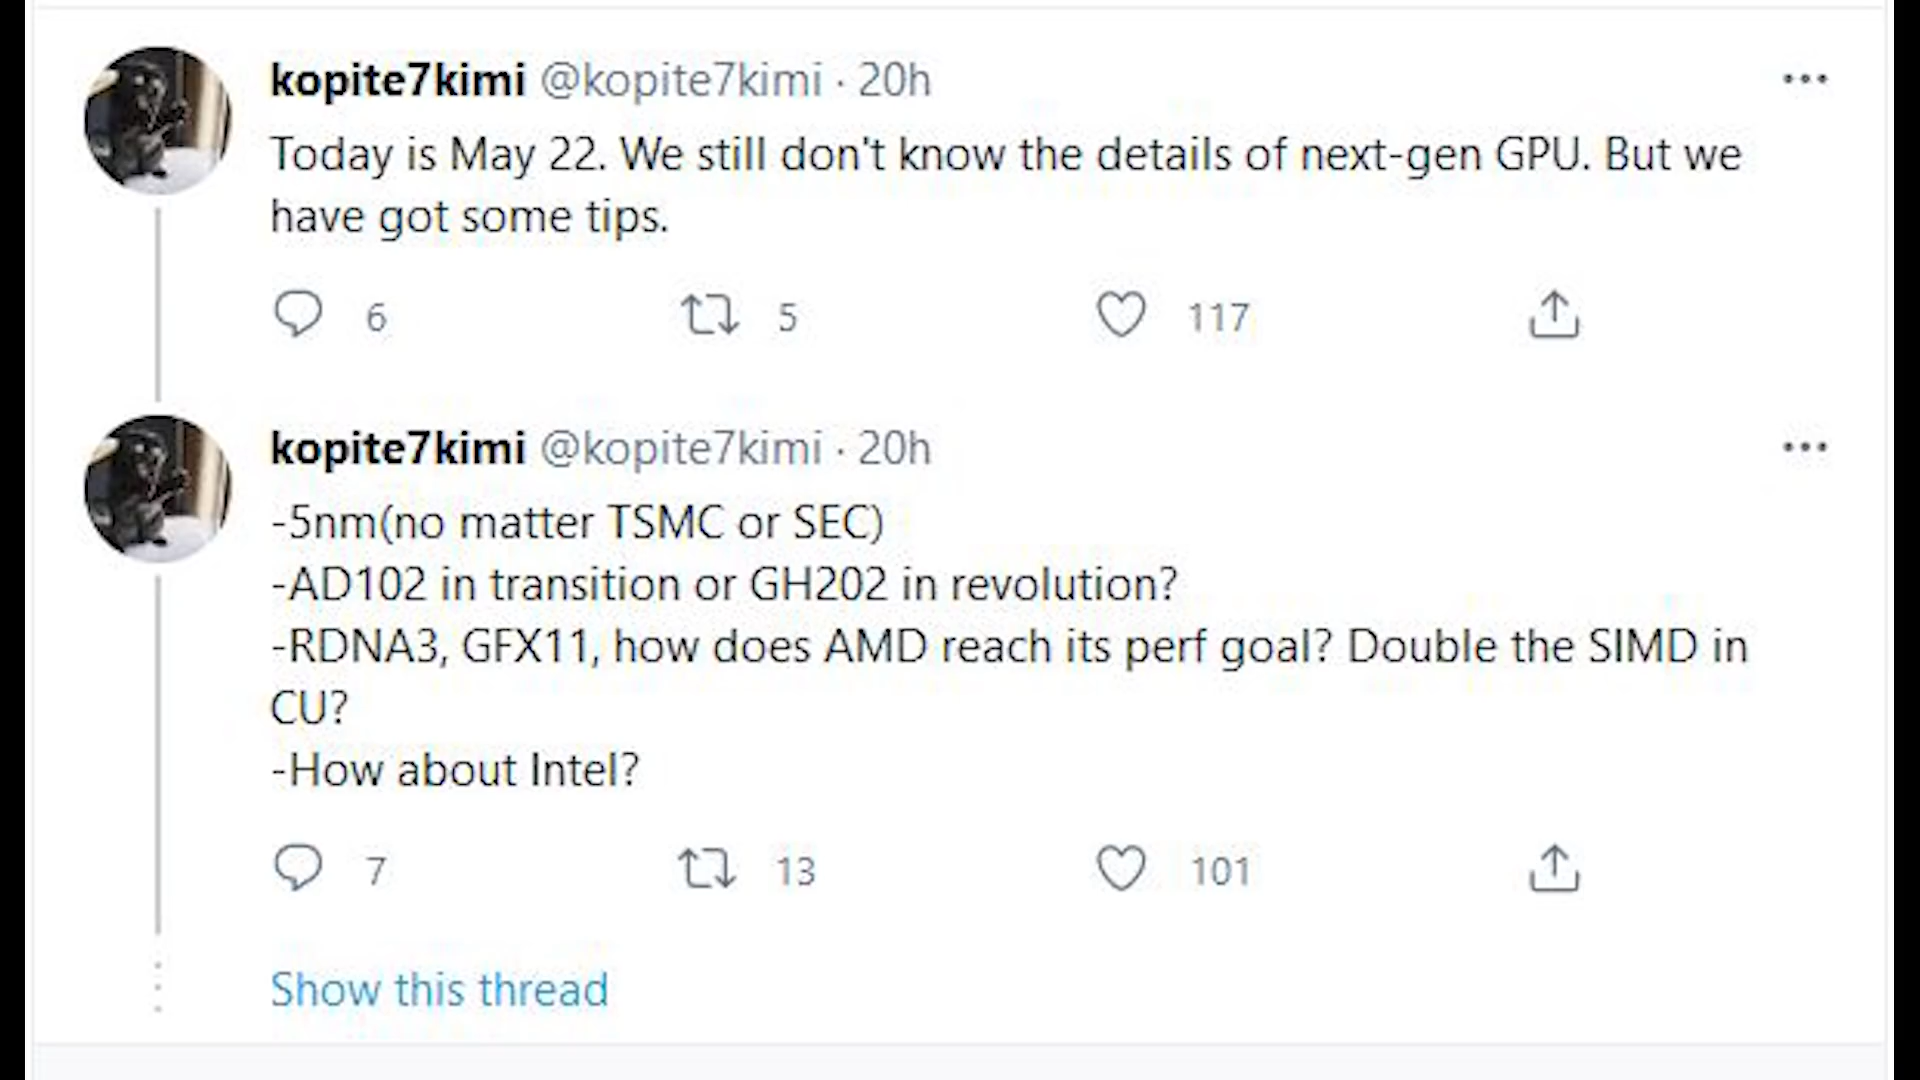 kopite7kimi @kopite7kimi · 20h
Today is May 22. We still don't know the details of next-gen GPU. But we
have got some tips.
6 5 117
kopite7kimi @kopite7kimi · 20h
-5nm(no matter TSMC or SEC)
-AD102 in transition or GH202 in revolution?
-RDNA3, GFX11, how does AMD reach its perf goal? Double the SIMD in
CU?
-How about Intel?
7 13 101
Show this thread